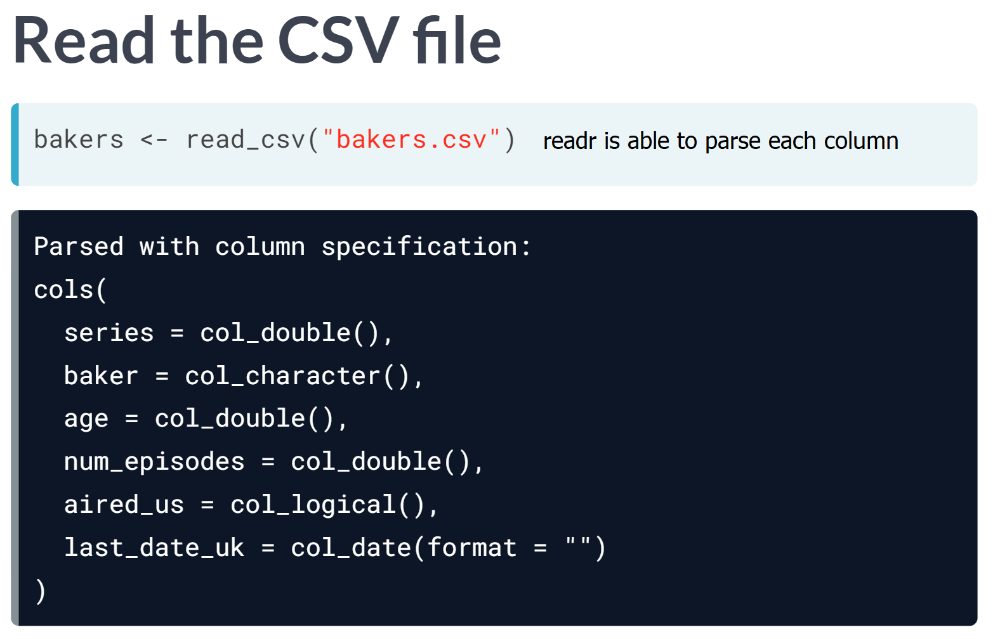 Read the CSV file
bakers <- read_csv("bakers.csv") readr is able to parse each column
Parsed with column specification:
cols(
  series = col_double(),
  baker = col_character(),
  age = col_double(),
  num_episodes = col_double(),
  aired_us = col_logical(),
  last_date_uk = col_date(format = "")
)